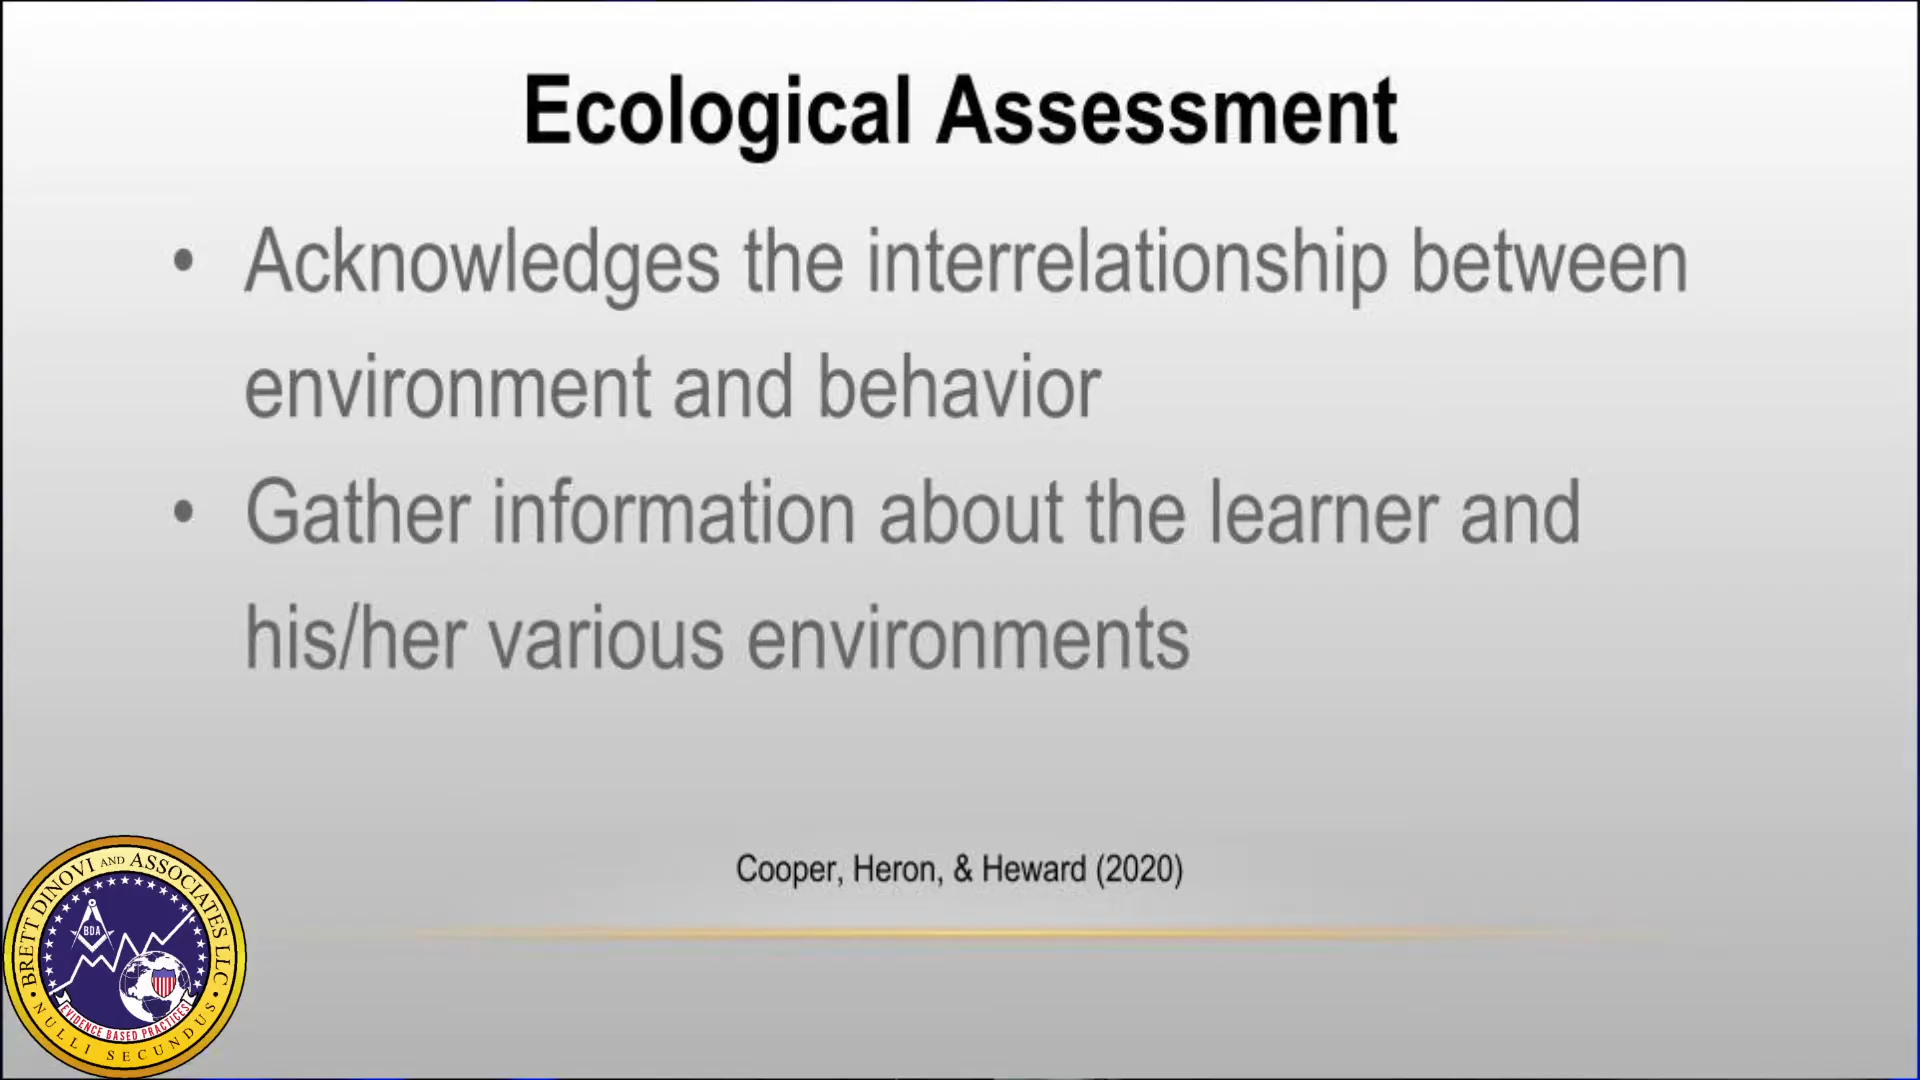 Ecological Assessment
• Acknowledges the interrelationship between
environment and behavior
• Gather information about the learner and
his/her various environments
Cooper, Heron, & Heward (2020)
BRETT DINOVI AND ASSOCIATES LLC
BDA
EVIDENCE BASED PRACTICES
• NULLI SECUNDUS •